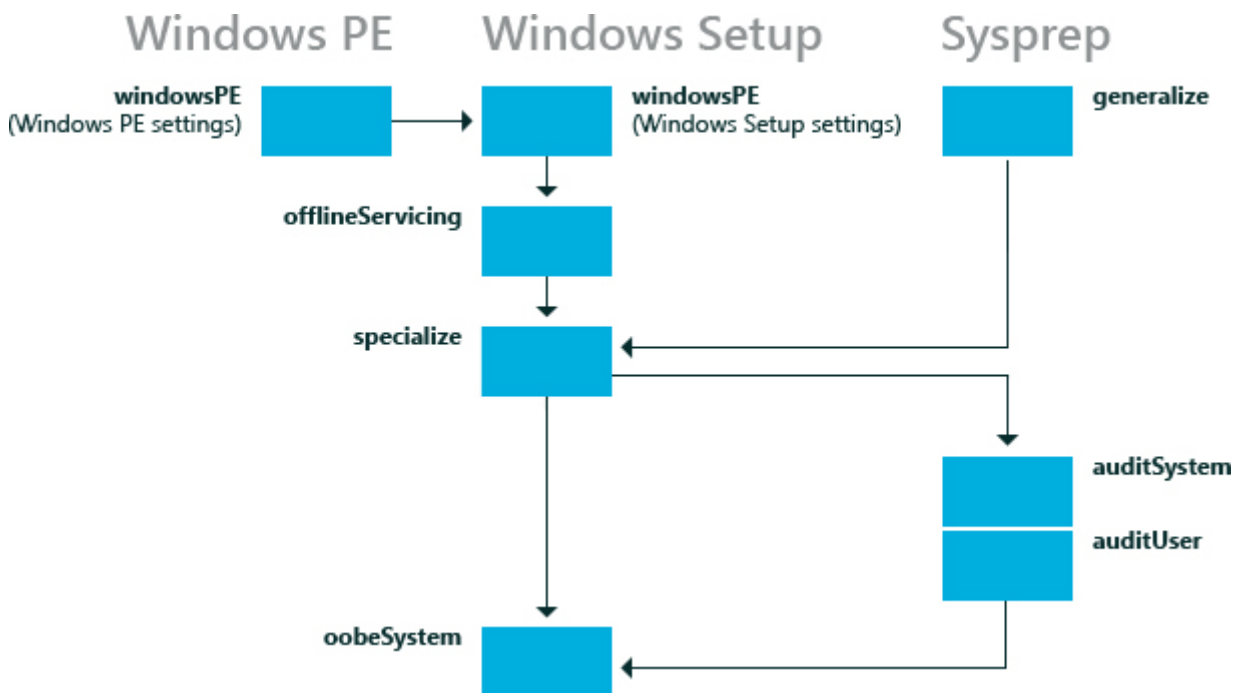 Windows PE
Windows Setup
Sysprep
windowsPE
(Windows PE settings)
windowsPE
(Windows Setup settings)
generalize
offlineServicing
specialize
auditSystem
auditUser
oobeSystem